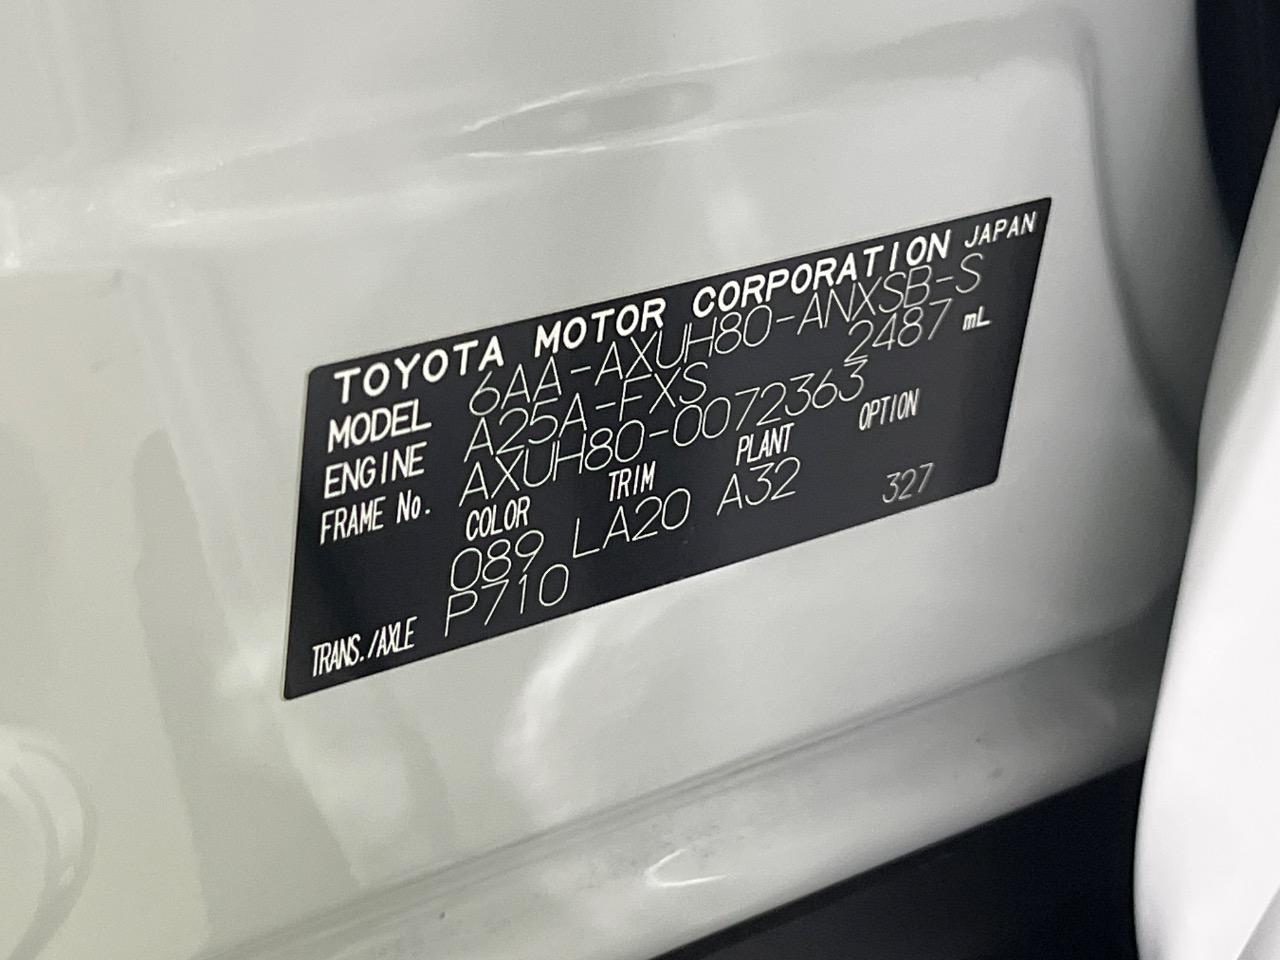 TOYOTA MOTOR CORPORATION JAPAN
MODEL 6AA-AXUH80-ANXSB-S
ENGINE A25A-FXS 2487 mL
FRAME No. AXUH80-0072363
COLOR TRIM PLANT OPTION
089 LA20 A32 327
TRANS./AXLE P710